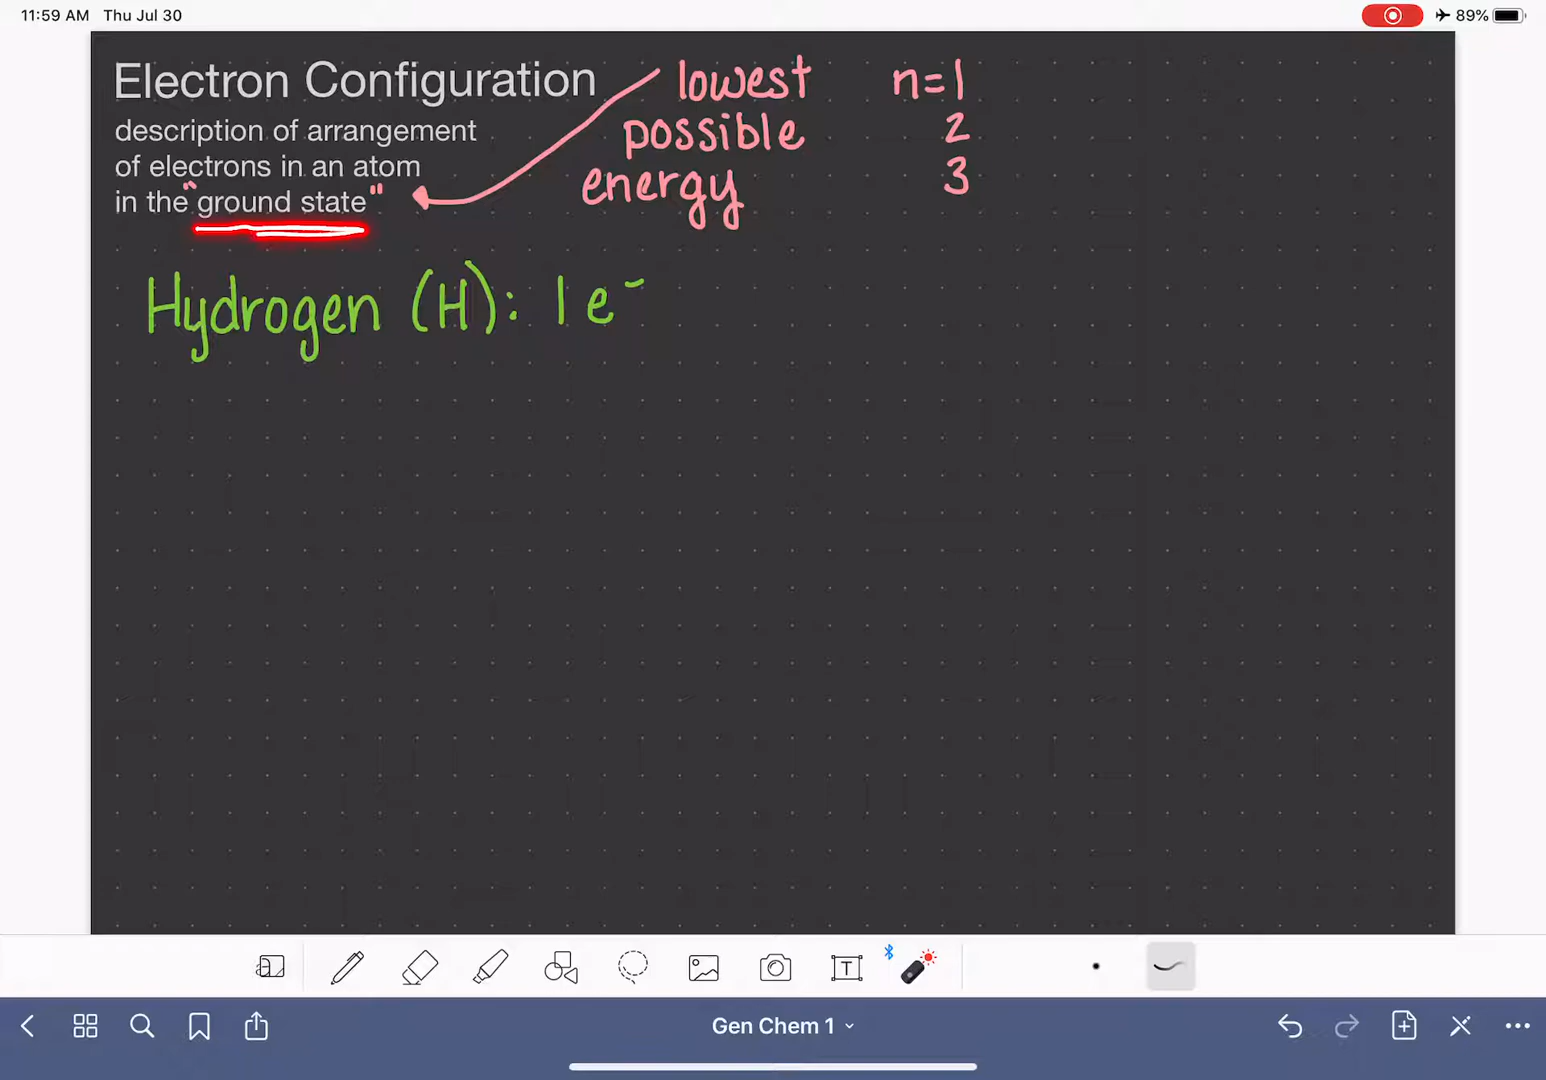 11:59 AM Thu Jul 30
89%
Electron Configuration
description of arrangement
of electrons in an atom
in the "ground state"
lowest
possible
energy
n=1
2
3
Hydrogen (H): 1 e⁻
T
Gen Chem 1